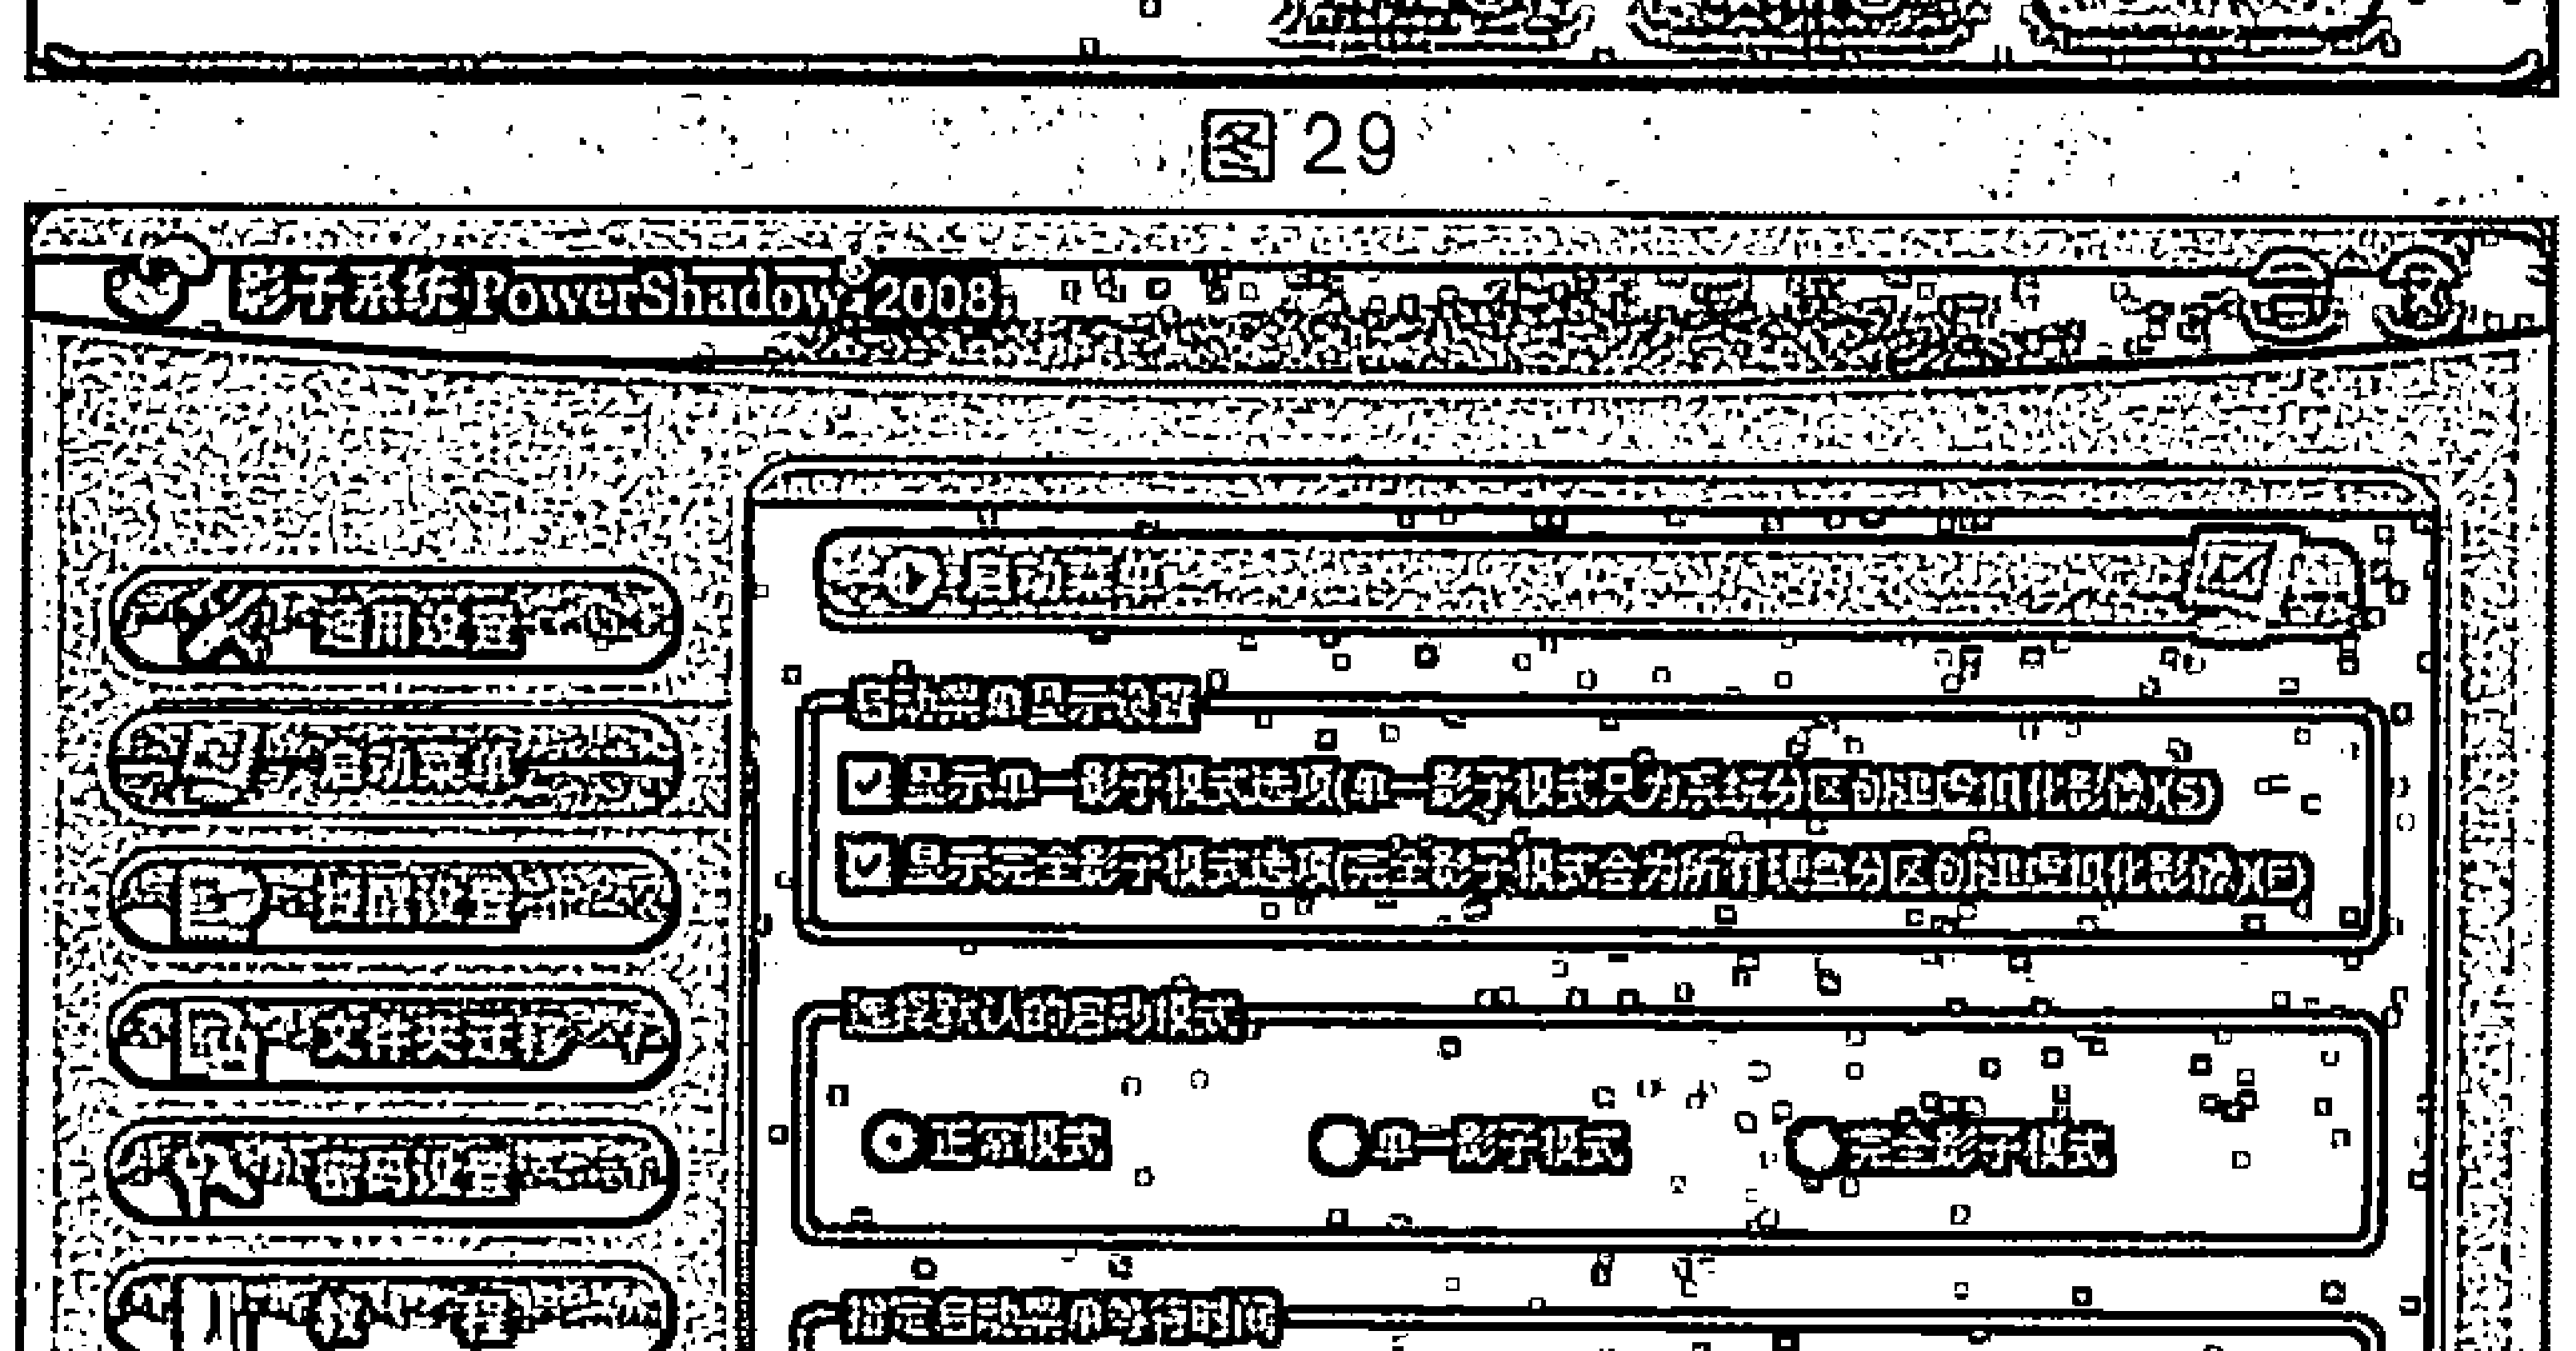 图 29
影子系统 PowerShadow 2008
启动菜单
通用设置
启动菜单显示设置
启动菜单
显示单一影子模式选项(单一影子模式只为系统分区创建虚拟化影像)(S)
显示完全影子模式选项(完全影子模式会为所有硬盘分区创建虚拟化影像)(F)
控制设置
选择默认的启动模式
文件夹迁移
正常模式
单一影子模式
完全影子模式
密码设置
指定启动菜单等待时间